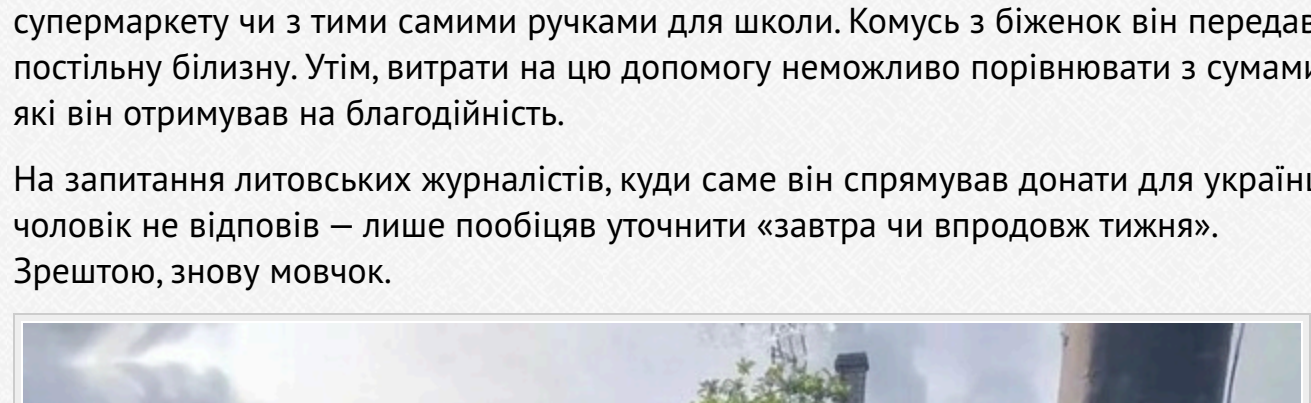 супермаркету чи з тими самими ручками для школи. Комусь з біженок він передав
постільну білизну. Утім, витрати на цю допомогу неможливо порівнювати з сумами
які він отримував на благодійність.
На запитання литовських журналістів, куди саме він спрямував донати для
чоловік не відповів — лише пообіцяв уточнити «завтра чи впродовж тижня».
Зрештою, знову мовчок.